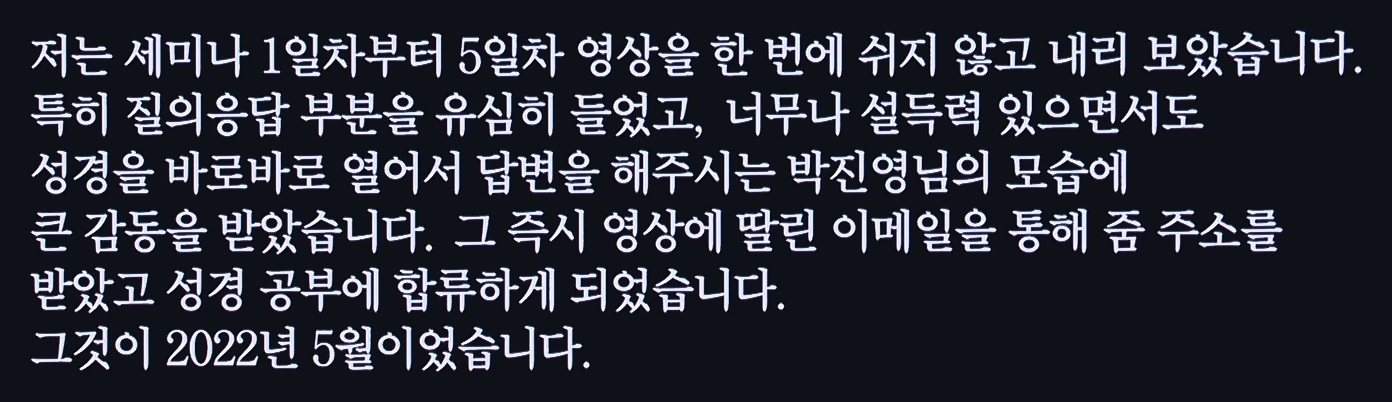 저는 세미나 1일차부터 5일차 영상을 한 번에 쉬지 않고 내리 보았습니다.
특히 질의응답 부분을 유심히 들었고, 너무나 설득력 있으면서도
성경을 바로바로 열어서 답변을 해주시는 박진영님의 모습에
큰 감동을 받았습니다. 그 즉시 영상에 딸린 이메일을 통해 줌 주소를
받았고 성경 공부에 합류하게 되었습니다.
그것이 2022년 5월이었습니다.